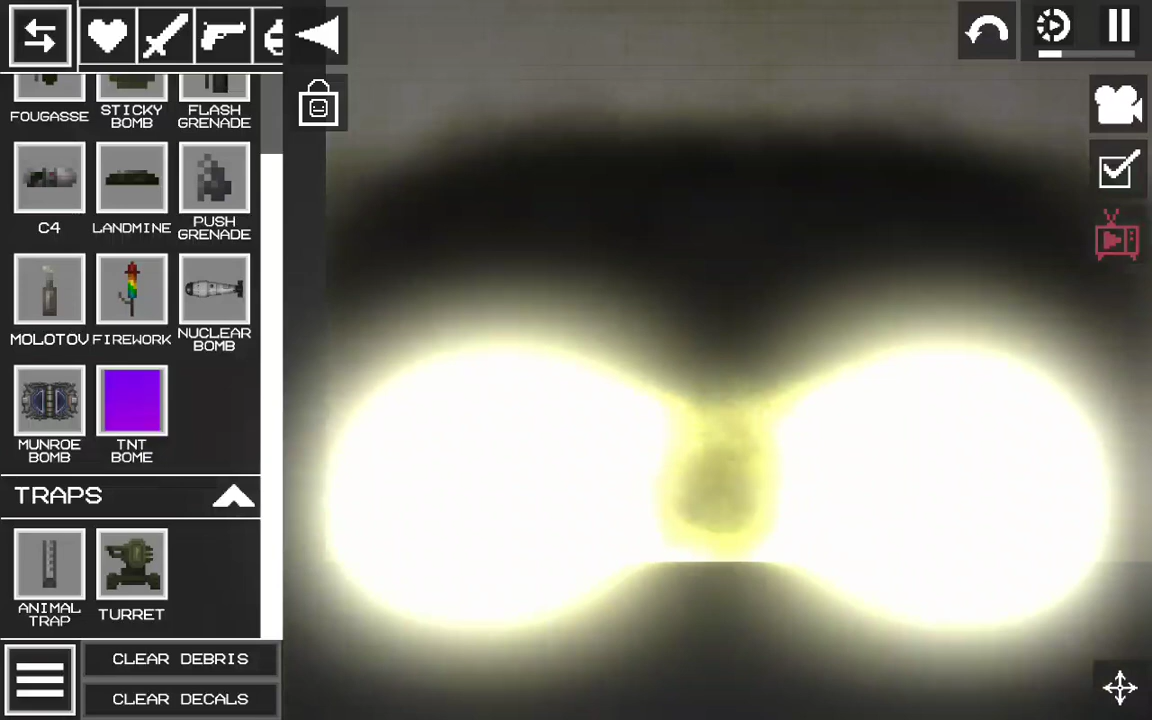 FOUGASSE
STICKY BOMB
FLASH GRENADE
C4
LANDMINE
PUSH GRENADE
MOLOTOV
FIREWORK
NUCLEAR BOMB
MUNROE BOMB
TNT BOME
TRAPS
ANIMAL TRAP
TURRET
CLEAR DEBRIS
CLEAR DECALS